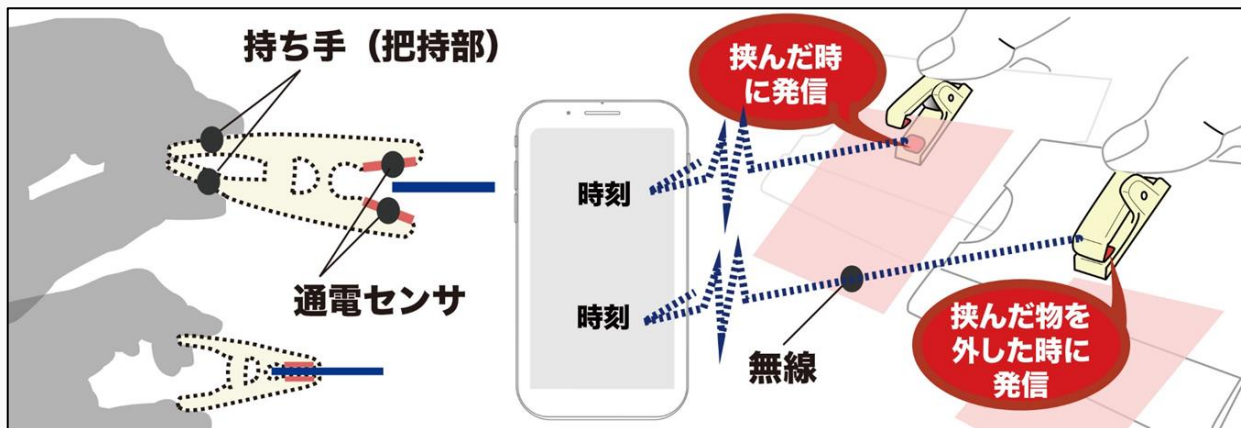 持ち手（把持部）
通電センサ
時刻
時刻
挟んだ時
に発信
無線
挟んだ物を
外した時に
発信